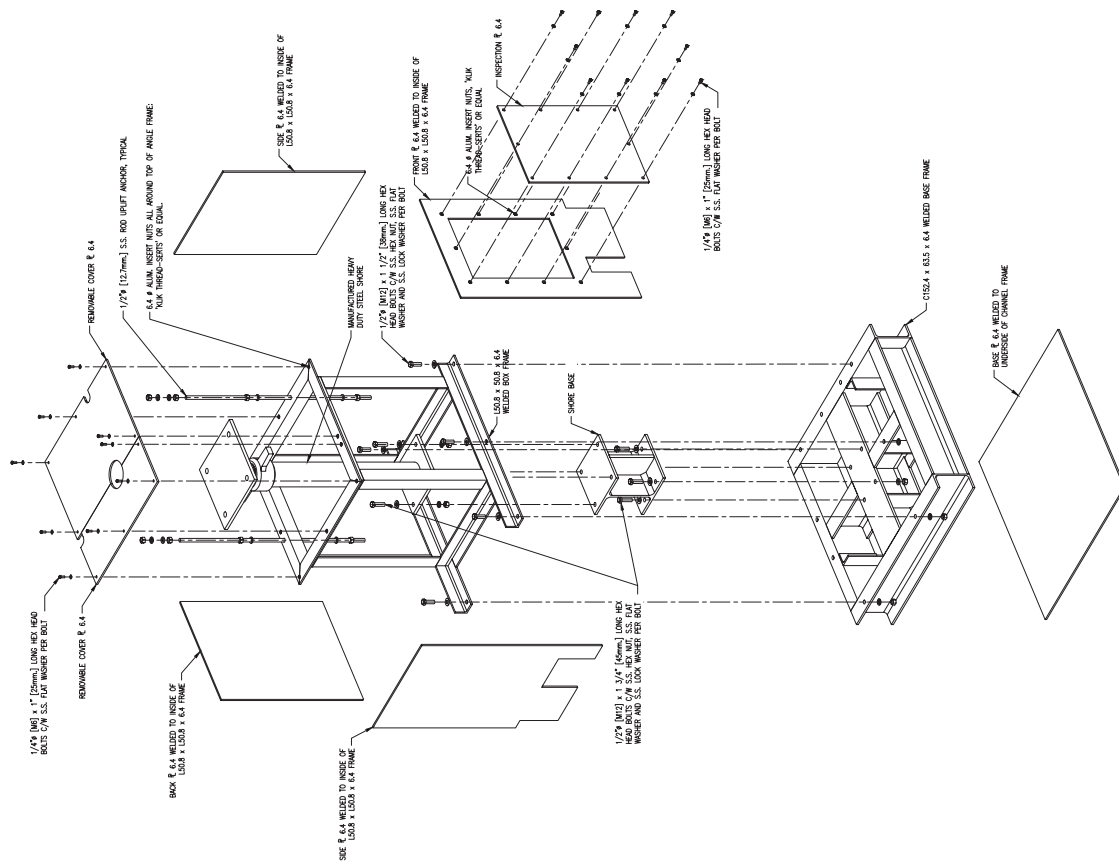 1/4"ø [M6] x 1" [25mm.] LONG HEX HEAD
BOLTS C/W S.S. FLAT WASHER PER BOLT
REMOVABLE COVER ⅊ 6.4
BACK ⅊ 6.4 WELDED TO INSIDE OF
L50.8 x L50.8 x 6.4 FRAME
SIDE ⅊ 6.4 WELDED TO INSIDE OF
L50.8 x L50.8 x 6.4 FRAME
REMOVABLE COVER ⅊ 6.4
1/2"ø [12.7mm.] S.S. ROD UPLIFT ANCHOR, TYPICAL
6.4 ø ALUM. INSERT NUTS ALL AROUND TOP OF ANGLE FRAME:
'KLIK THREAD-SERTS' OR EQUAL.
SIDE ⅊ 6.4 WELDED TO INSIDE OF
L50.8 x L50.8 x 6.4 FRAME
MANUFACTURED HEAVY
DUTY STEEL SHORE
1/2"ø [M12] x 1 1/2" [38mm.] LONG HEX
HEAD BOLTS C/W S.S. HEX NUT, S.S. FLAT
WASHER AND S.S. LOCK WASHER PER BOLT
FRONT ⅊ 6.4 WELDED TO INSIDE OF
L50.8 x L50.8 x 6.4 FRAME
6.4 ø ALUM. INSERT NUTS, 'KLIK
THREAD-SERTS' OR EQUAL
INSPECTION ⅊ 6.4
1/4"ø [M6] x 1" [25mm.] LONG HEX HEAD
BOLTS C/W S.S. FLAT WASHER PER BOLT
L50.8 x 50.8 x 6.4
WELDED BOX FRAME
SHORE BASE
1/2"ø [M12] x 1 3/4" [45mm.] LONG HEX
HEAD BOLTS C/W S.S. HEX NUT, S.S. FLAT
WASHER AND S.S. LOCK WASHER PER BOLT
C152.4 x 63.5 x 6.4 WELDED BASE FRAME
BASE ⅊ 6.4 WELDED TO
UNDERSIDE OF CHANNEL FRAME